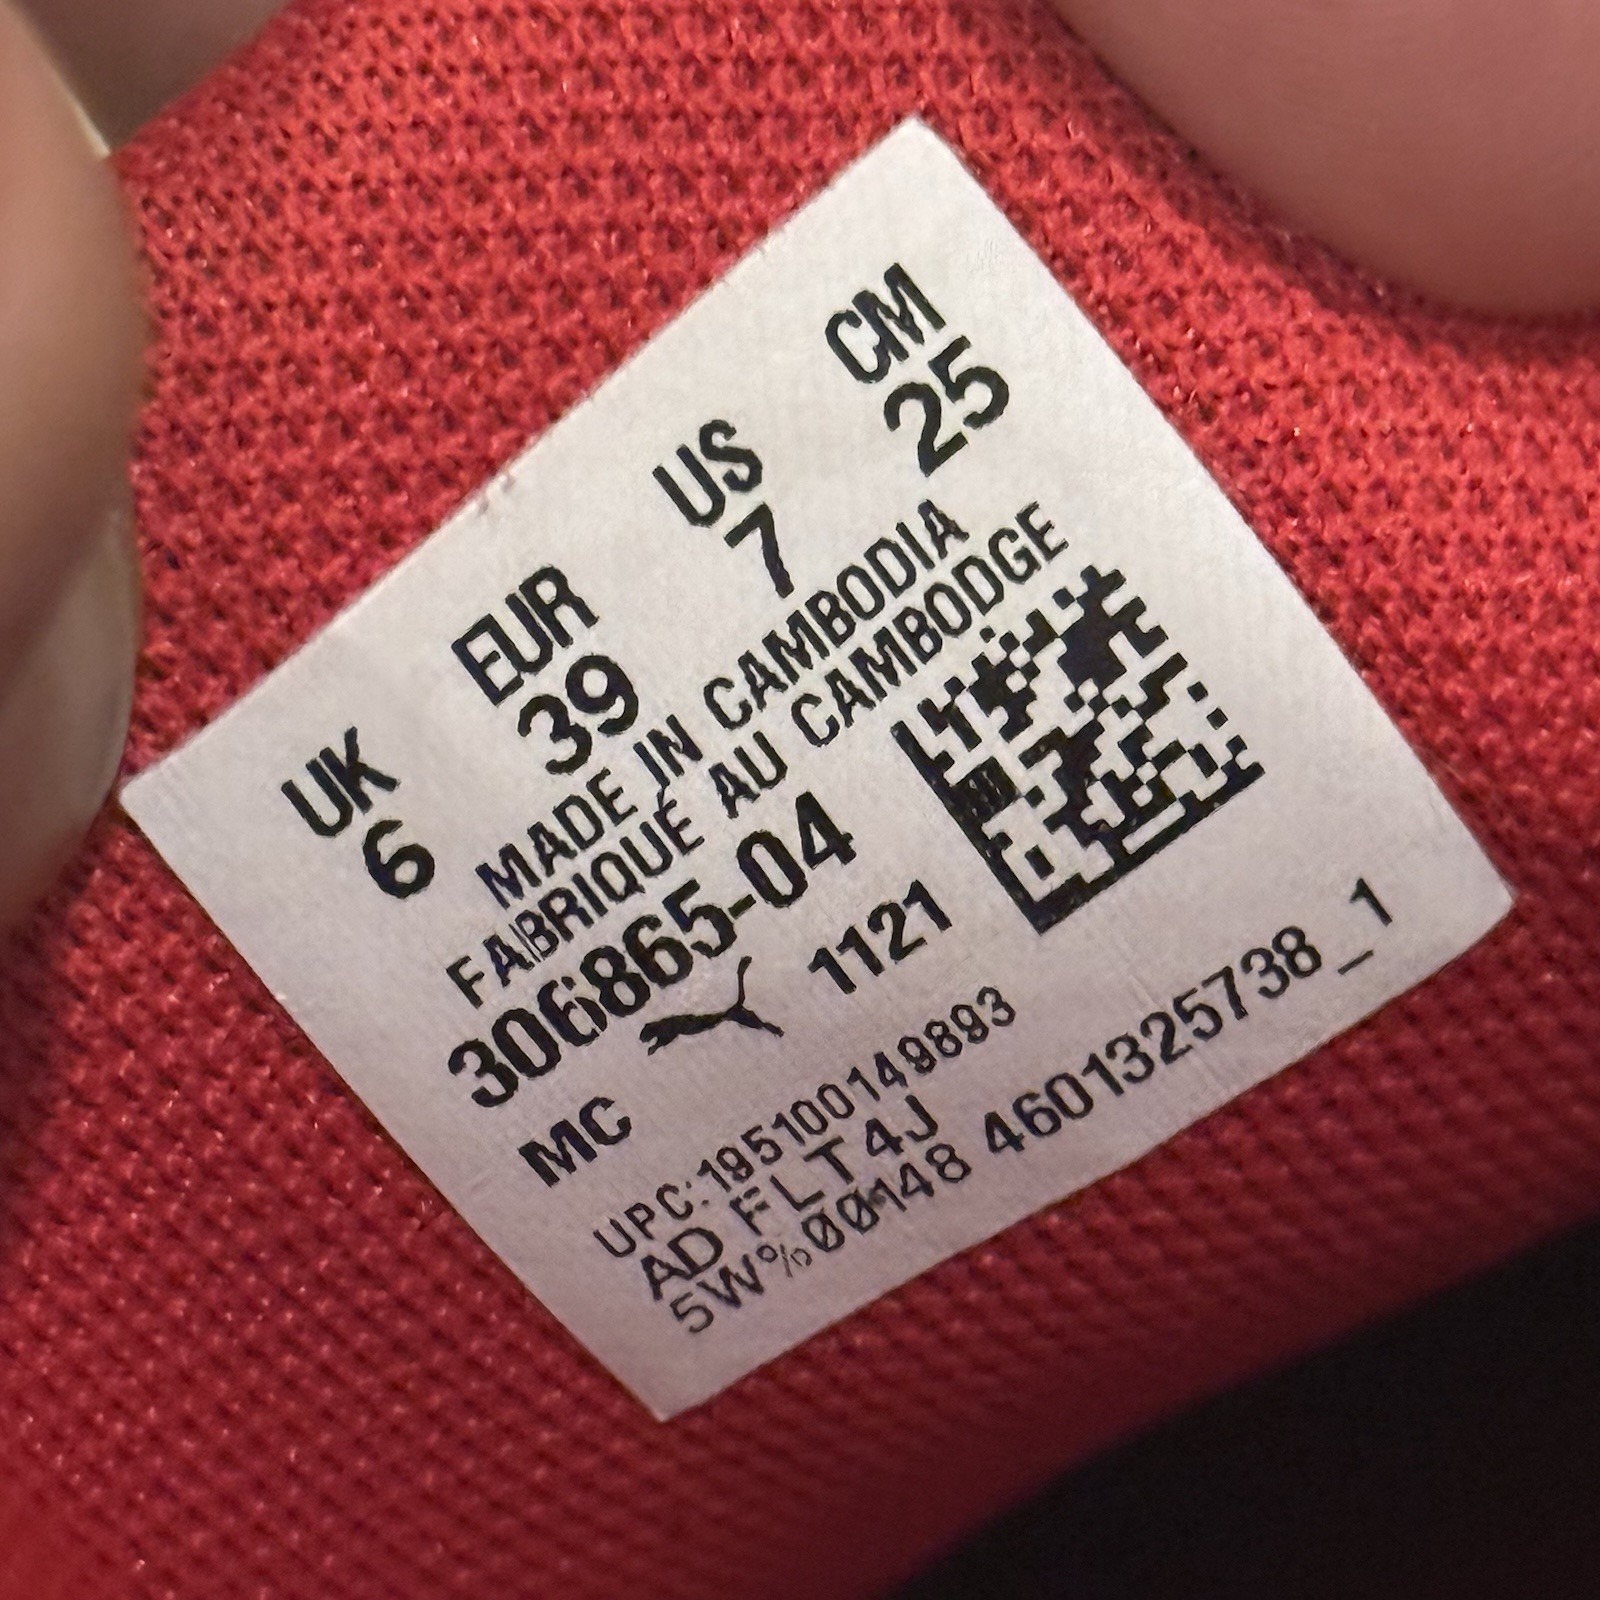 UK EUR US CM
6 39 7 25
MADE IN CAMBODIA
FABRIQUÉ AU CAMBODGE
306865-04
MC 1121
UPC:195100149893
AD FLT4J
5W%00148 4601325738_1